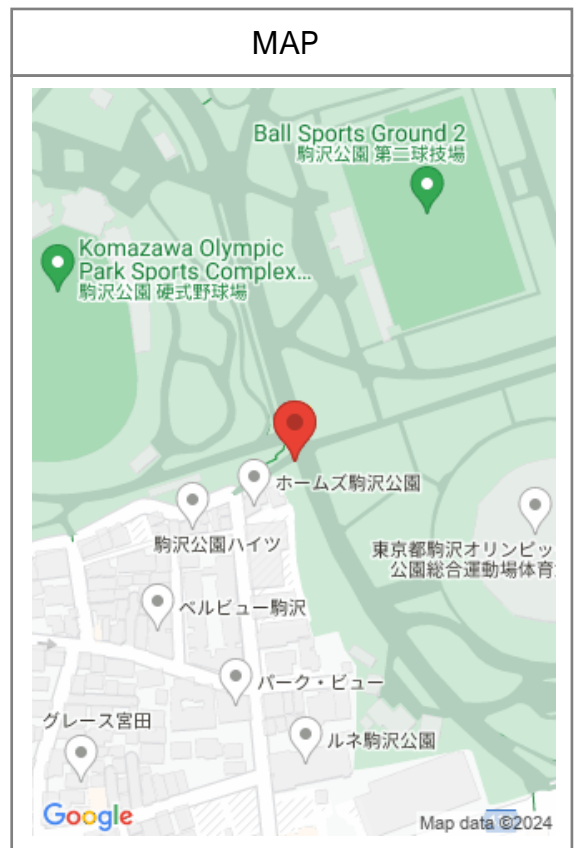 MAP
Ball Sports Ground 2
駒沢公園 第二球技場
Komazawa Olympic
Park Sports Complex...
駒沢公園 硬式野球場
ホームズ駒沢公園
駒沢公園ハイツ
東京都駒沢オリンピッ
公園総合運動場体育
ベルビュー駒沢
パーク・ビュー
グレース宮田
ルネ駒沢公園
Google
Map data ©2024